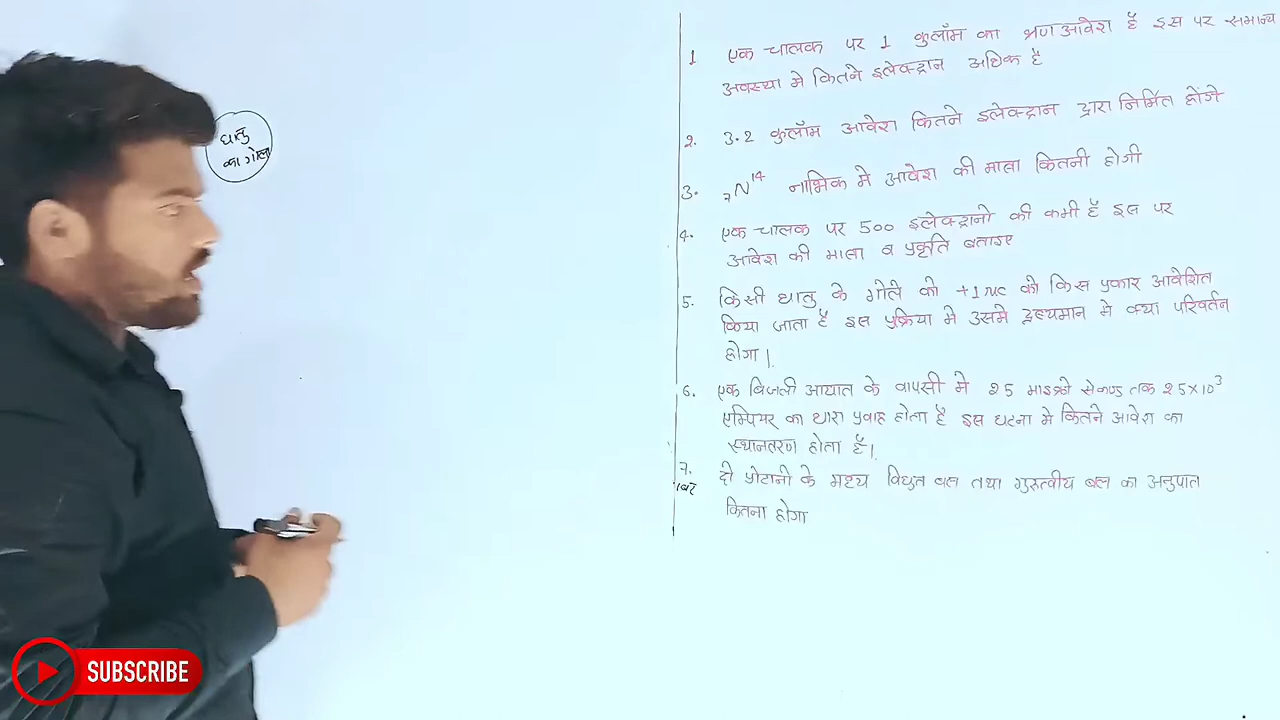 धातु
का गोला
1 एक चालक पर 1 कुलॉम का ऋण आवेश है इस पर समान्य
अवस्था मे कितने इलेक्ट्रान अधिक है
2. 3.2 कुलॉम आवेश कितने इलेक्ट्रान द्वारा निर्मित होंगे
3. ₇N¹⁴ नाभिक मे आवेश की मात्रा कितनी होगी
4. एक चालक पर 500 इलेक्ट्रानो की कमी है इस पर
आवेश की मात्रा व प्रकृति बताइए
5. किसी धातु के गोले को +1μc को किस प्रकार आवेशित
किया जाता है इस प्रक्रिया मे उसमे द्रव्यमान मे क्या परिवर्तन
होगा।
6. एक बिजली आघात के वापसी मे 25 माइक्रो सेकण्ड तक 25×10³
एम्पियर का धारा प्रवाह होता है इस घटना मे कितने आवेश का
स्थानतरण होता है।
7. दो प्रोटानो के मध्य विद्युत बल तथा गुरुत्वीय बल का अनुपात
कितना होगा
SUBSCRIBE